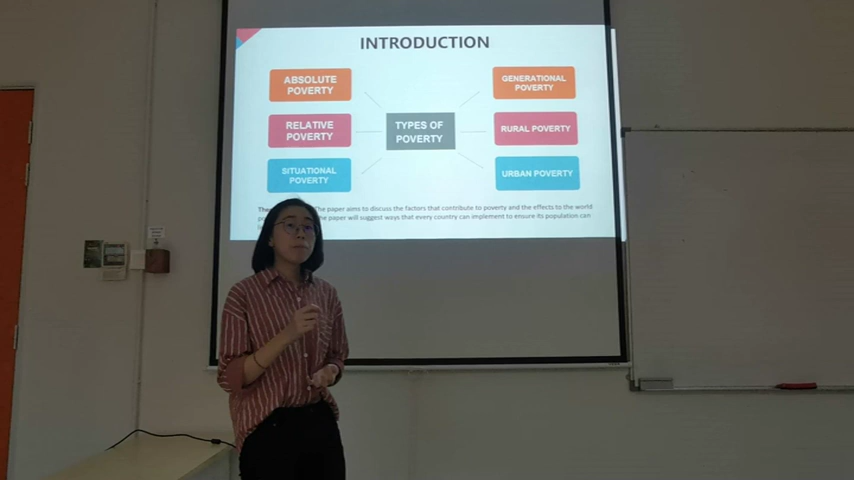 INTRODUCTION
ABSOLUTE
POVERTY
RELATIVE
POVERTY
SITUATIONAL
POVERTY
TYPES OF
POVERTY
GENERATIONAL
POVERTY
RURAL POVERTY
URBAN POVERTY
The paper aims to discuss the factors that contribute to poverty and the effects to the world
paper will suggest ways that every country can implement to ensure its population can